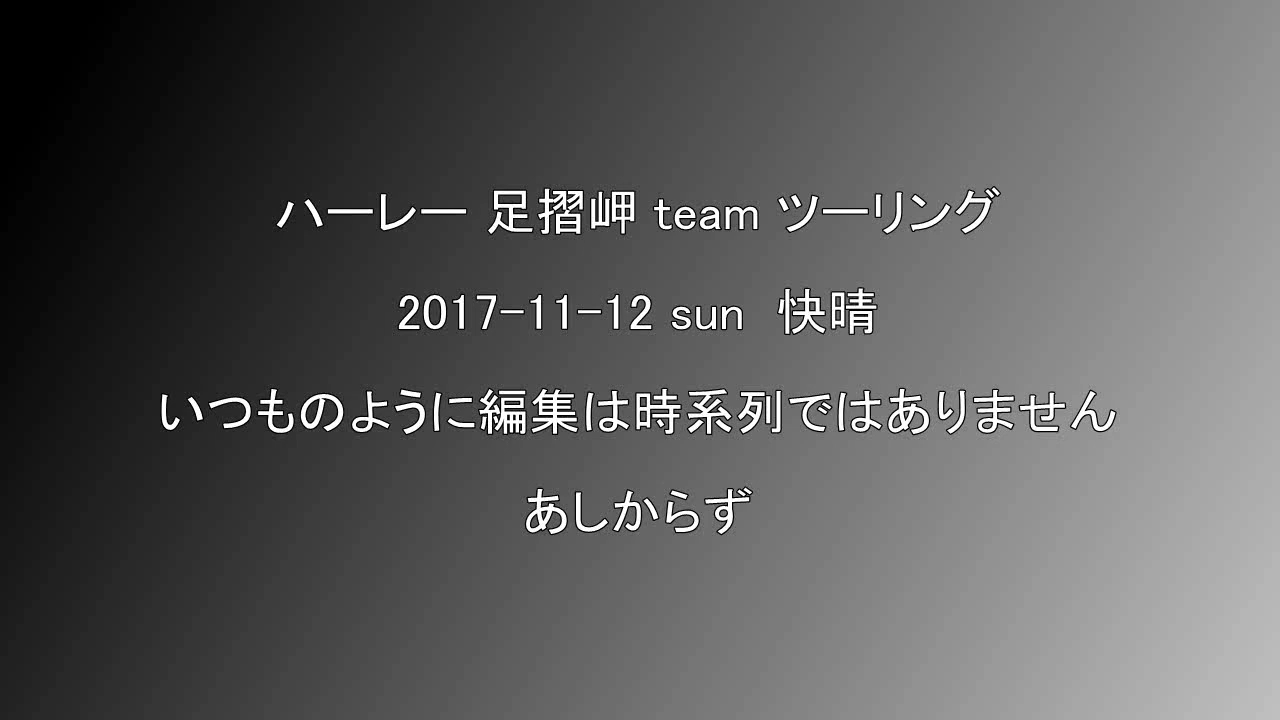 ハーレー 足摺岬 team ツーリング
2017-11-12 sun　快晴
いつものように編集は時系列ではありません
あしからず